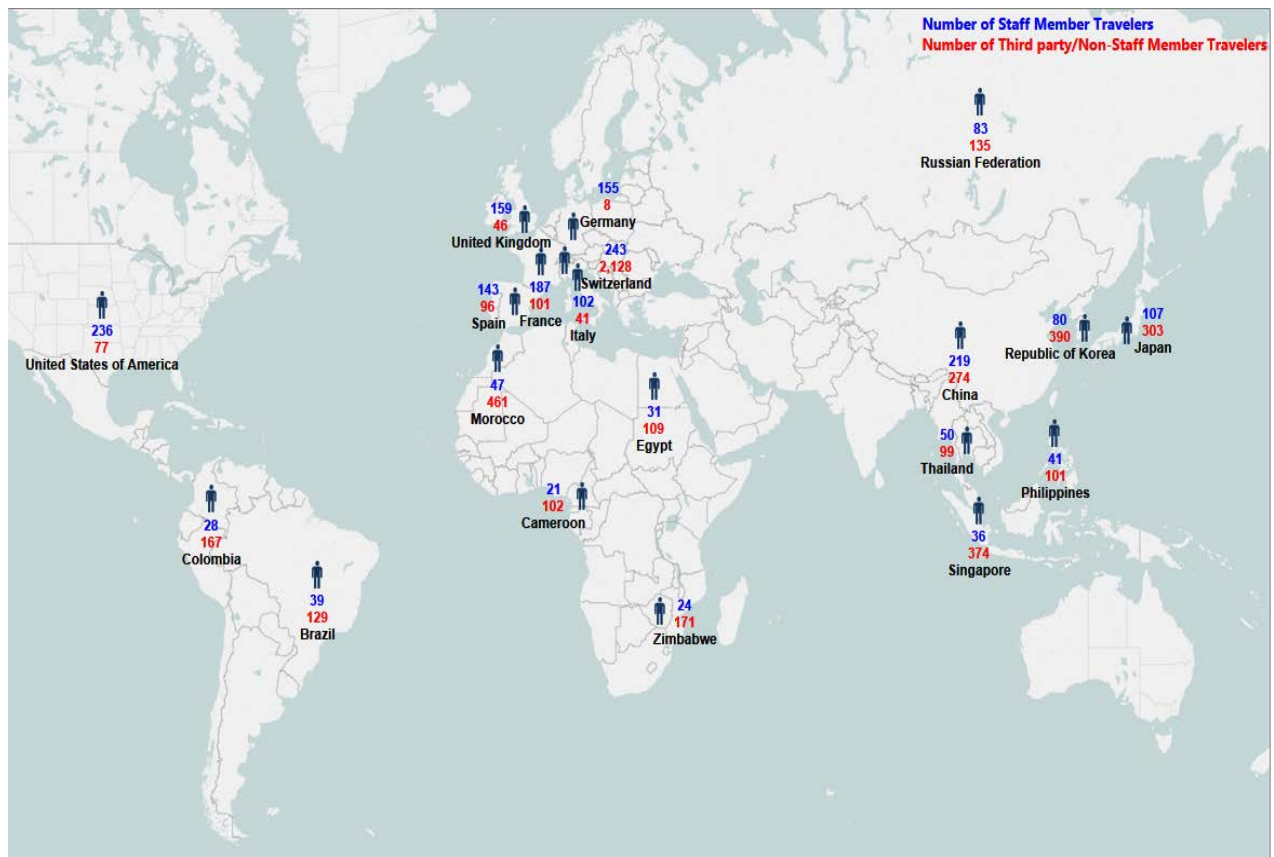 Number of Staff Member Travelers
Number of Third party/Non-Staff Member Travelers
83
135
Russian Federation
155
8
Germany
159
46
United Kingdom
243
2,128
Switzerland
143
96
Spain
187
101
France
102
41
Italy
236
77
United States of America
80
390
Republic of Korea
107
303
Japan
219
274
China
47
461
Morocco
31
109
Egypt
50
99
Thailand
41
101
Philippines
21
102
Cameroon
28
167
Colombia
36
374
Singapore
39
129
Brazil
24
171
Zimbabwe